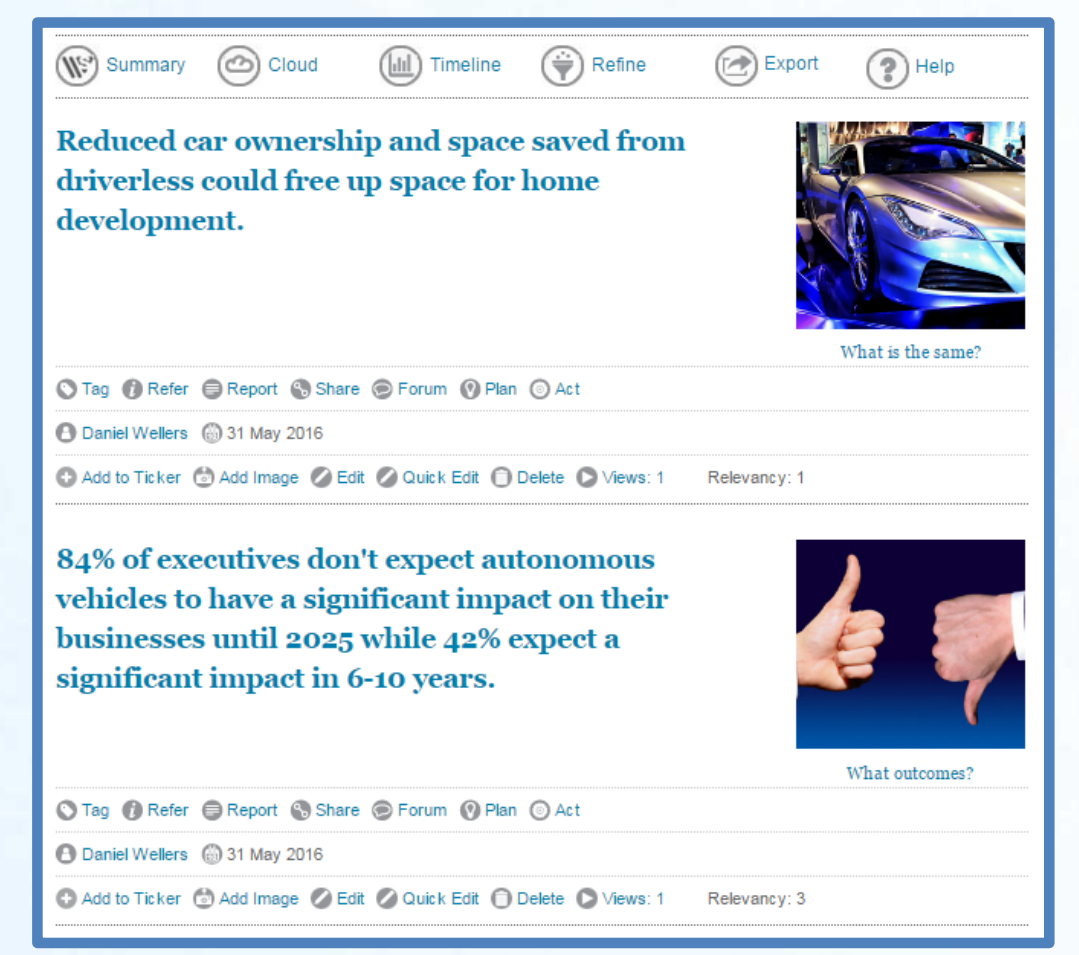 Summary Cloud Timeline Refine Export Help
Reduced car ownership and space saved from
driverless could free up space for home
development.
What is the same?
Tag Refer Report Share Forum Plan Act
Daniel Wellers 31 May 2016
Add to Ticker Add Image Edit Quick Edit Delete Views: 1 Relevancy: 1
84% of executives don't expect autonomous
vehicles to have a significant impact on their
businesses until 2025 while 42% expect a
significant impact in 6-10 years.
What outcomes?
Tag Refer Report Share Forum Plan Act
Daniel Wellers 31 May 2016
Add to Ticker Add Image Edit Quick Edit Delete Views: 1 Relevancy: 3